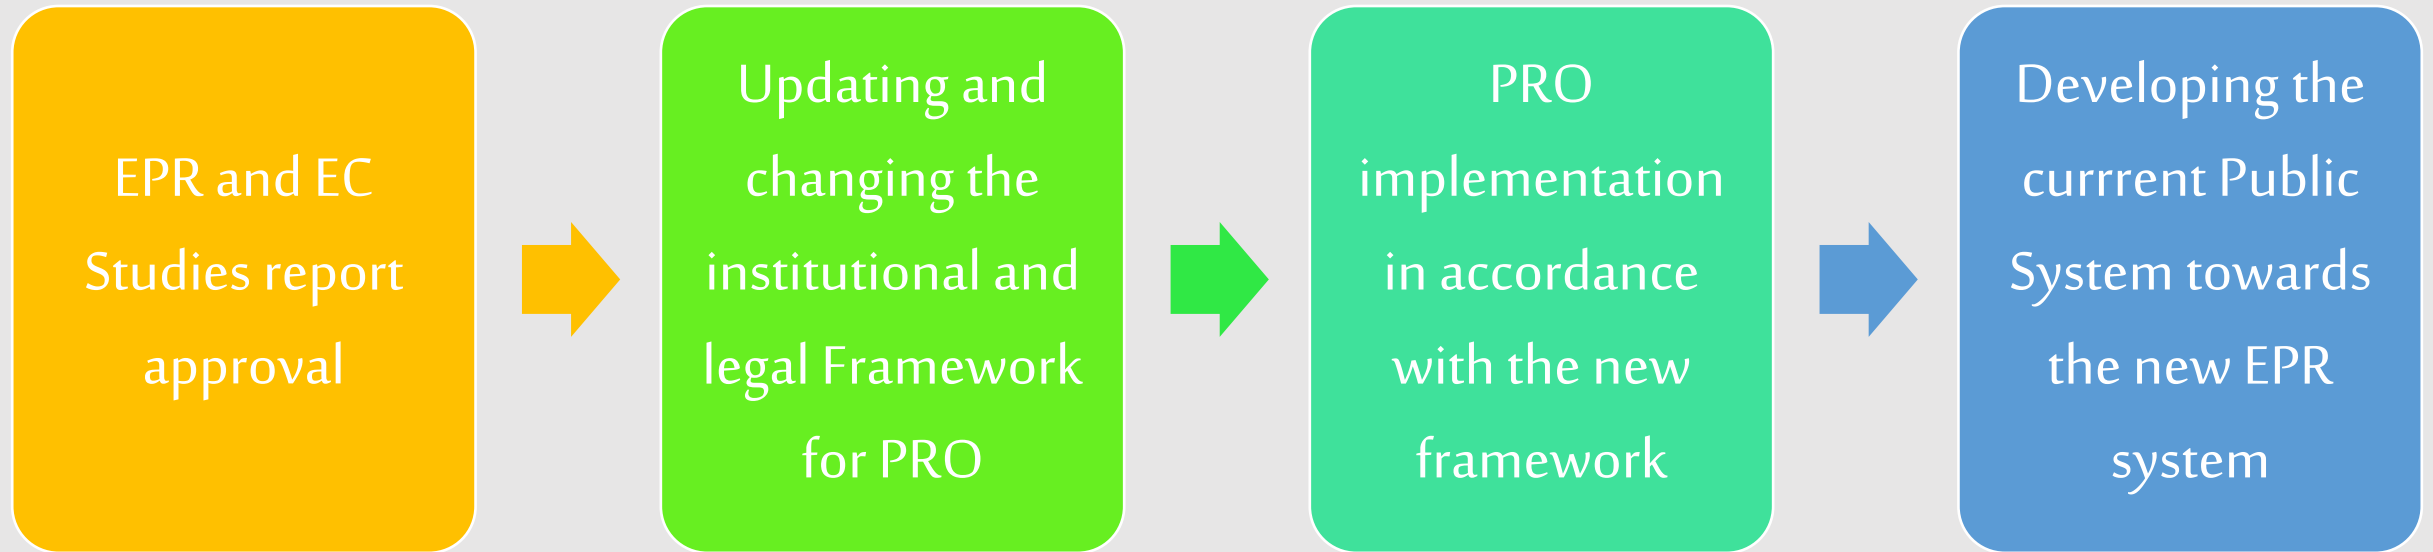 EPR and EC
Studies report
approval
Updating and
changing the
institutional and
legal Framework
for PRO
PRO
implementation
in accordance
with the new
framework
Developing the
currrent Public
System towards
the new EPR
system